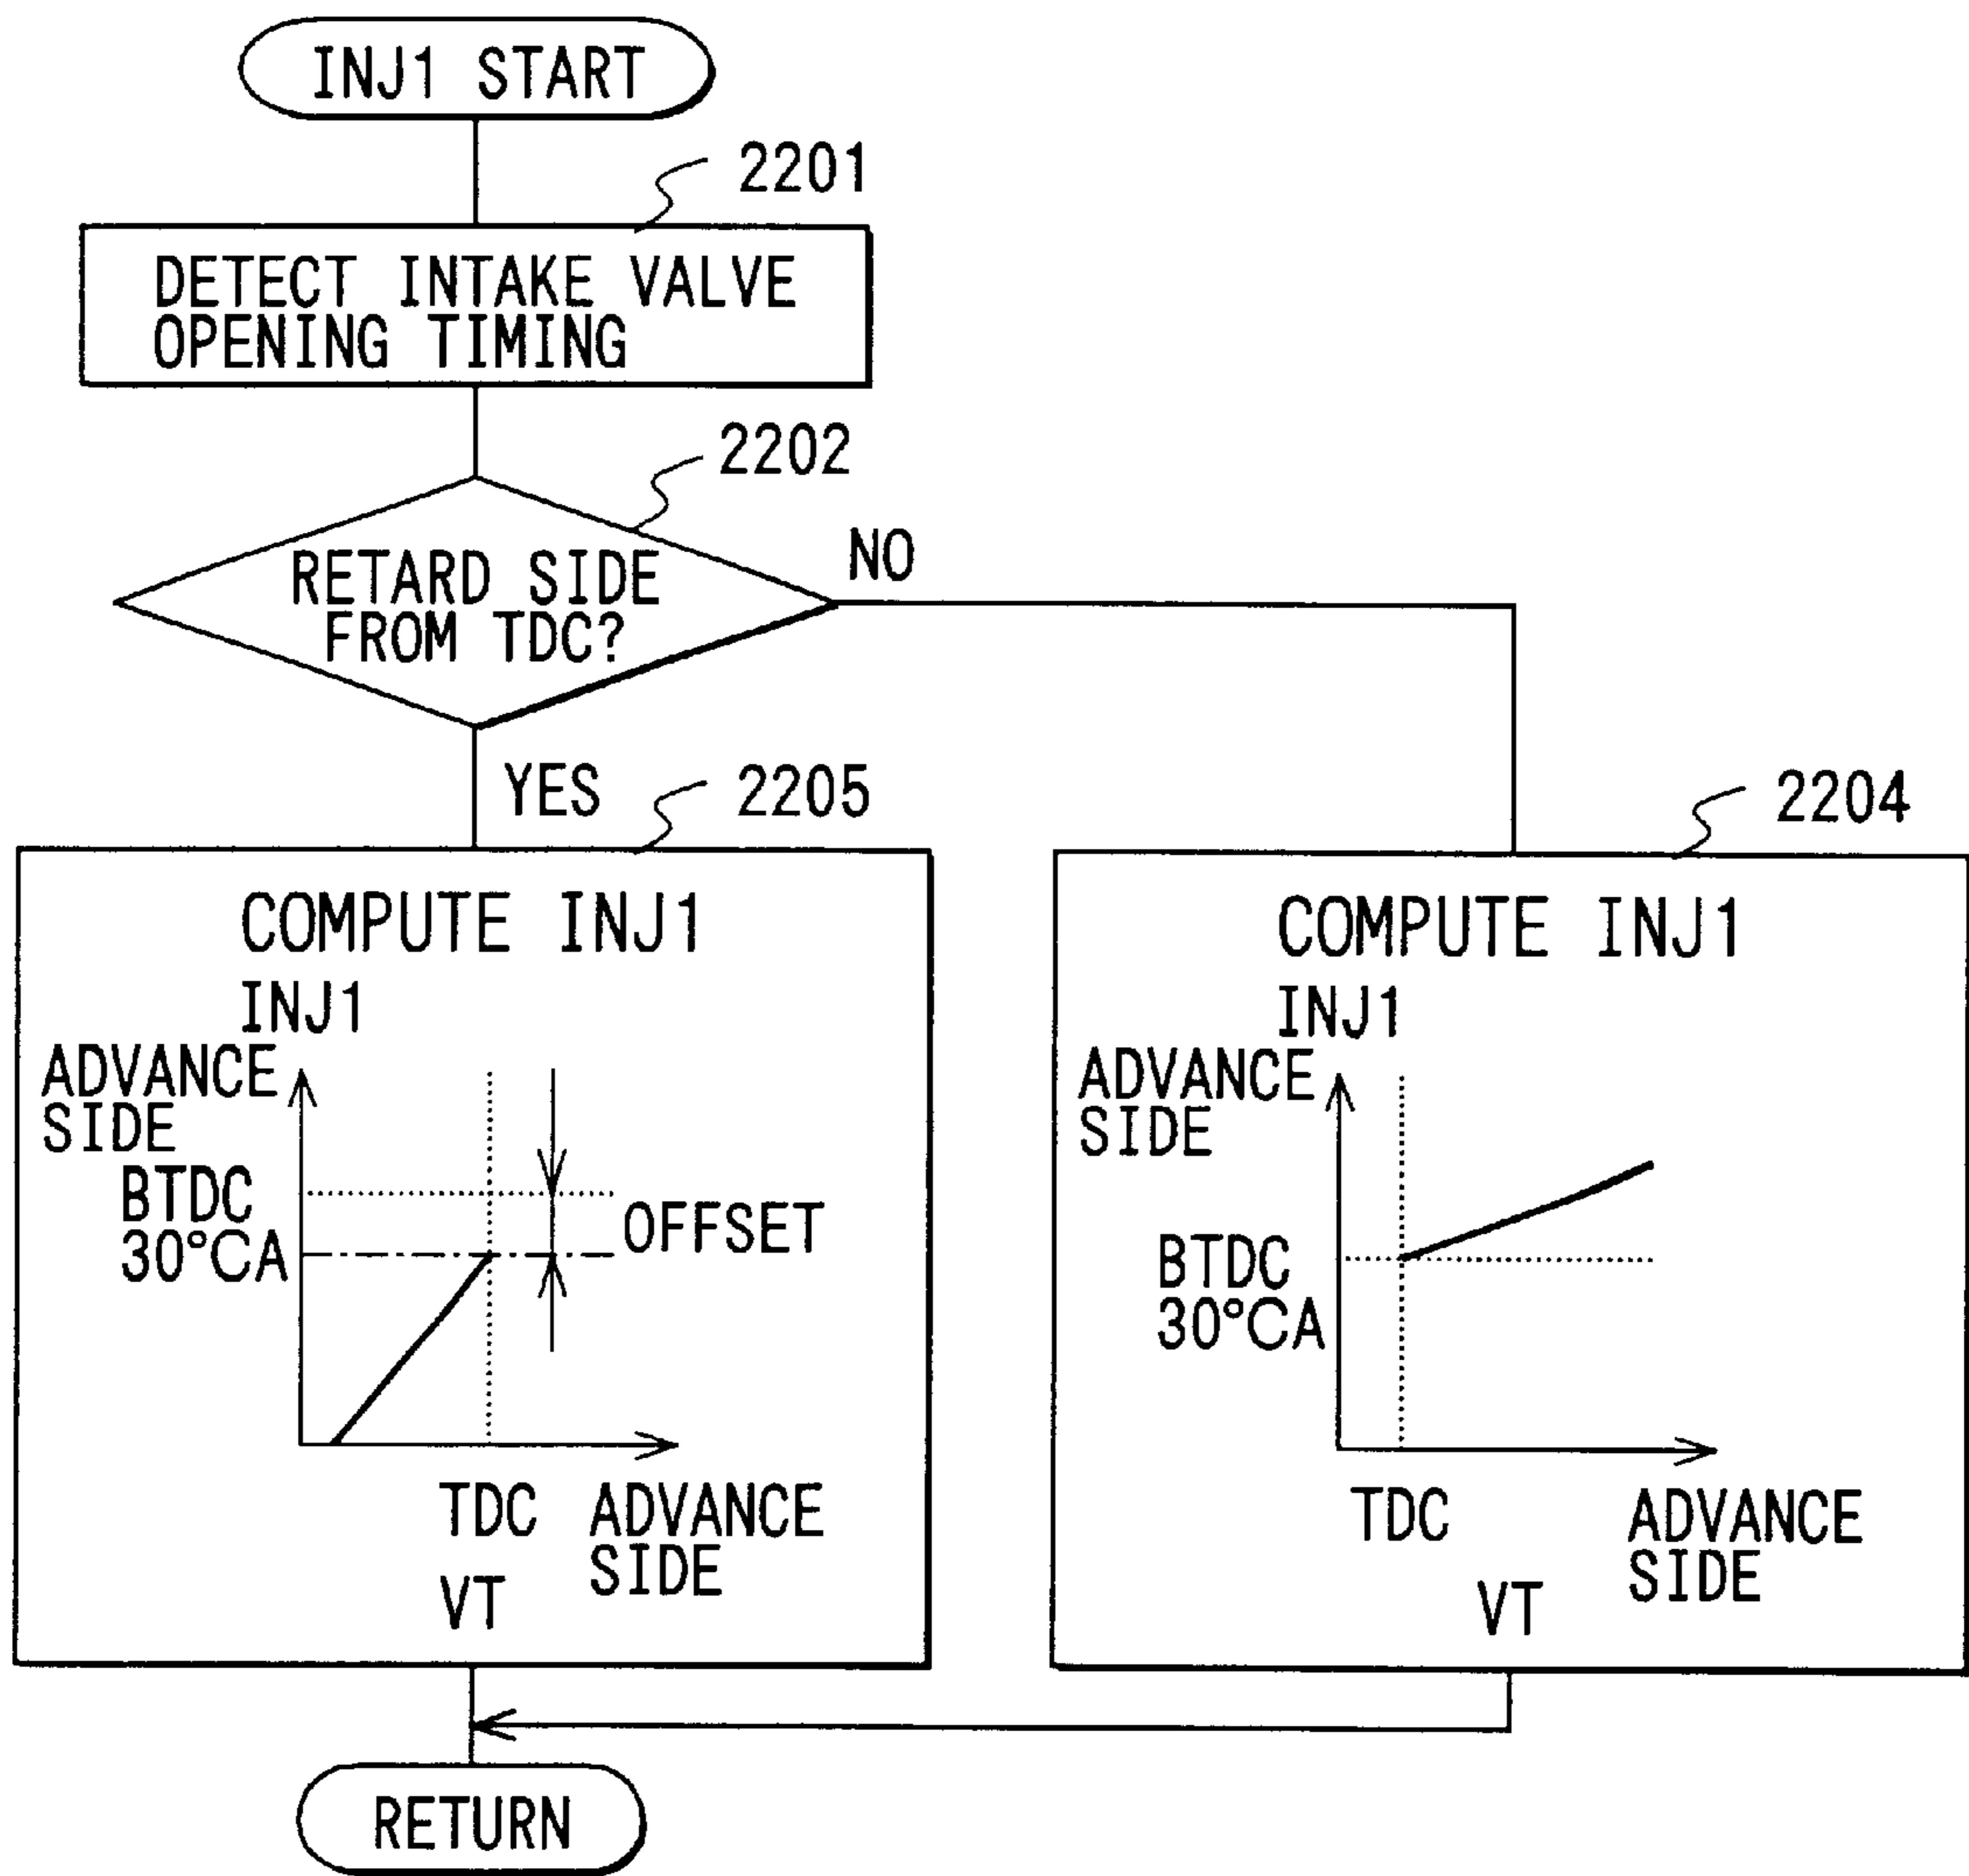 INJ1 START
2201
DETECT INTAKE VALVE
OPENING TIMING
2202
RETARD SIDE
FROM TDC?
NO
YES
2205
COMPUTE INJ1
INJ1
ADVANCE
SIDE
BTDC
30°CA
OFFSET
TDC
ADVANCE
SIDE
VT
2204
COMPUTE INJ1
INJ1
ADVANCE
SIDE
BTDC
30°CA
TDC
ADVANCE
SIDE
VT
RETURN